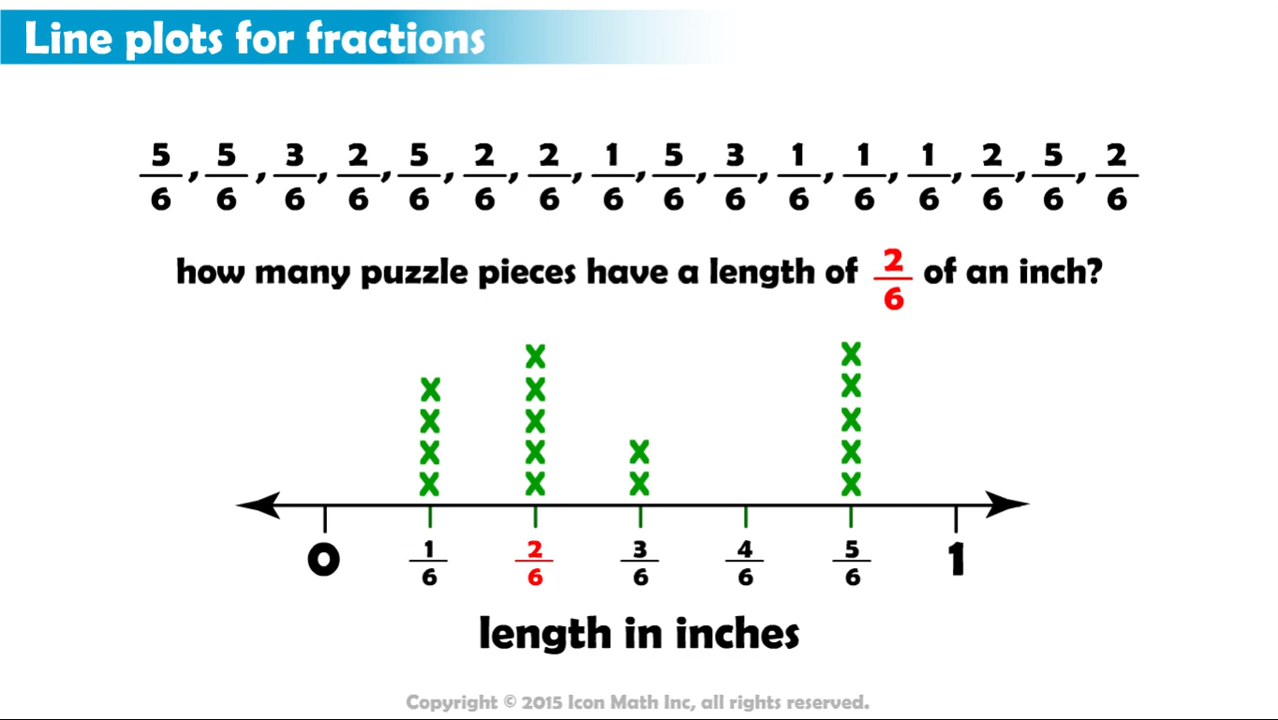 Line plots for fractions
5/6, 5/6, 3/6, 2/6, 5/6, 2/6, 2/6, 1/6, 5/6, 3/6, 1/6, 1/6, 1/6, 2/6, 5/6, 2/6
how many puzzle pieces have a length of 2/6 of an inch?
X X
X X X
X X X
X X X X
X X X X
0 1/6 2/6 3/6 4/6 5/6 1
length in inches
Copyright © 2015 Icon Math Inc, all rights reserved.